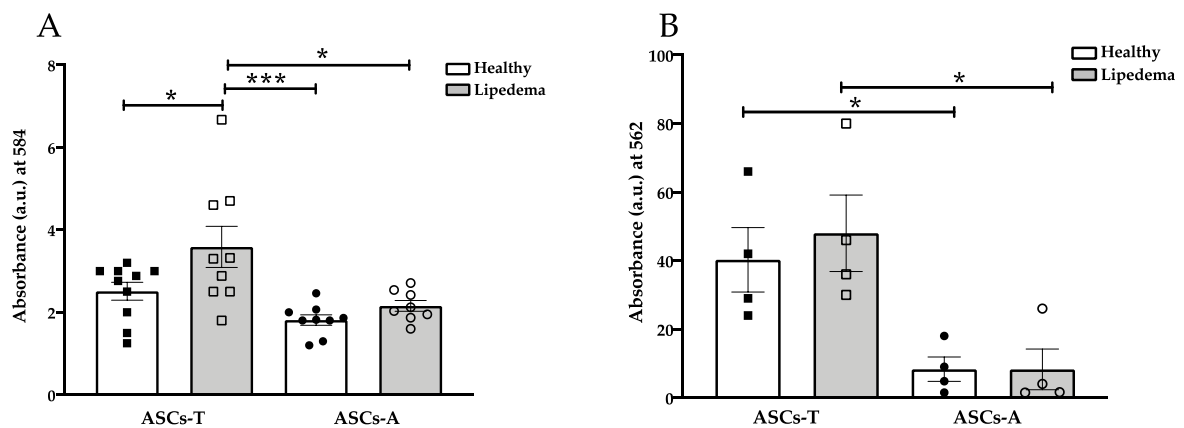 A
Absorbance (a.u.) at 584
8
6
4
2
0
*
***
*
Healthy
Lipedema
ASCs-T
ASCs-A
B
Absorbance (a.u.) at 562
100
80
60
40
20
0
*
*
Healthy
Lipedema
ASCs-T
ASCs-A